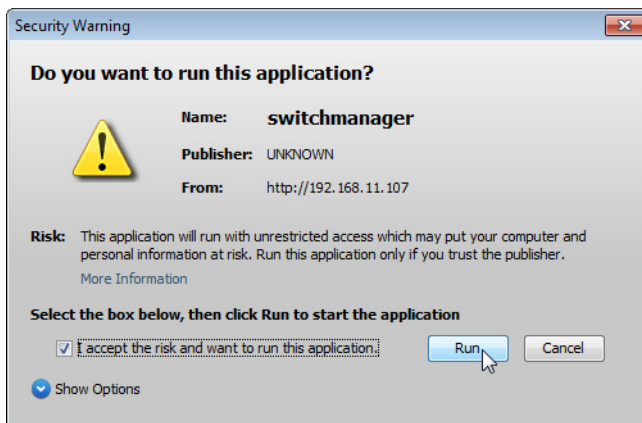 Security Warning
Do you want to run this application?
Name: switchmanager
Publisher: UNKNOWN
From: http://192.168.11.107
Risk: This application will run with unrestricted access which may put your computer and
personal information at risk. Run this application only if you trust the publisher.
More Information
Select the box below, then click Run to start the application
I accept the risk and want to run this application.
Run
Cancel
Show Options